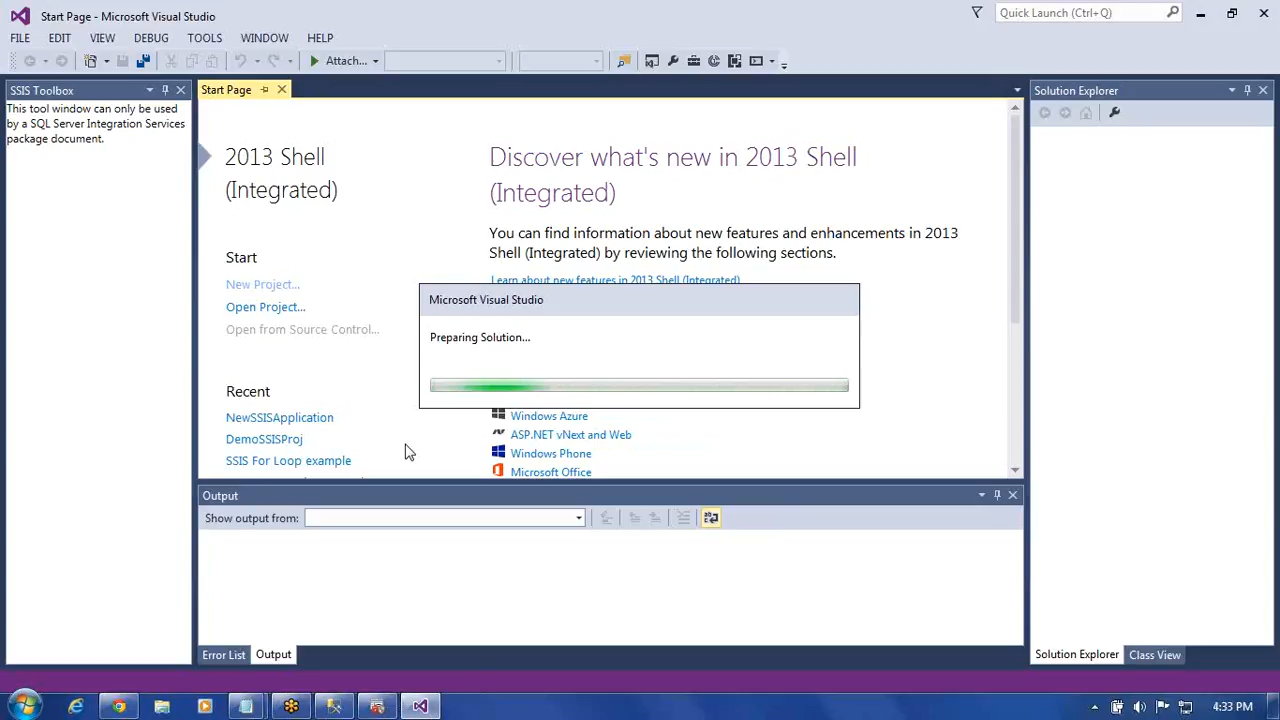 Start Page - Microsoft Visual Studio
Quick Launch (Ctrl+Q)
FILE EDIT VIEW DEBUG TOOLS WINDOW HELP
Attach...
SSIS Toolbox
This tool window can only be used
by a SQL Server Integration Services
package document.
Start Page
2013 Shell
(Integrated)
Start
New Project...
Open Project...
Open from Source Control...
Recent
NewSSISApplication
DemoSSISProj
SSIS For Loop example
Discover what's new in 2013 Shell
(Integrated)
You can find information about new features and enhancements in 2013
Shell (Integrated) by reviewing the following sections.
Learn about new features in 2013 Shell (Integrated)
Microsoft Visual Studio
Preparing Solution...
Windows Azure
ASP.NET vNext and Web
Windows Phone
Microsoft Office
Solution Explorer
Output
Show output from:
Error List Output
Solution Explorer Class View
4:33 PM